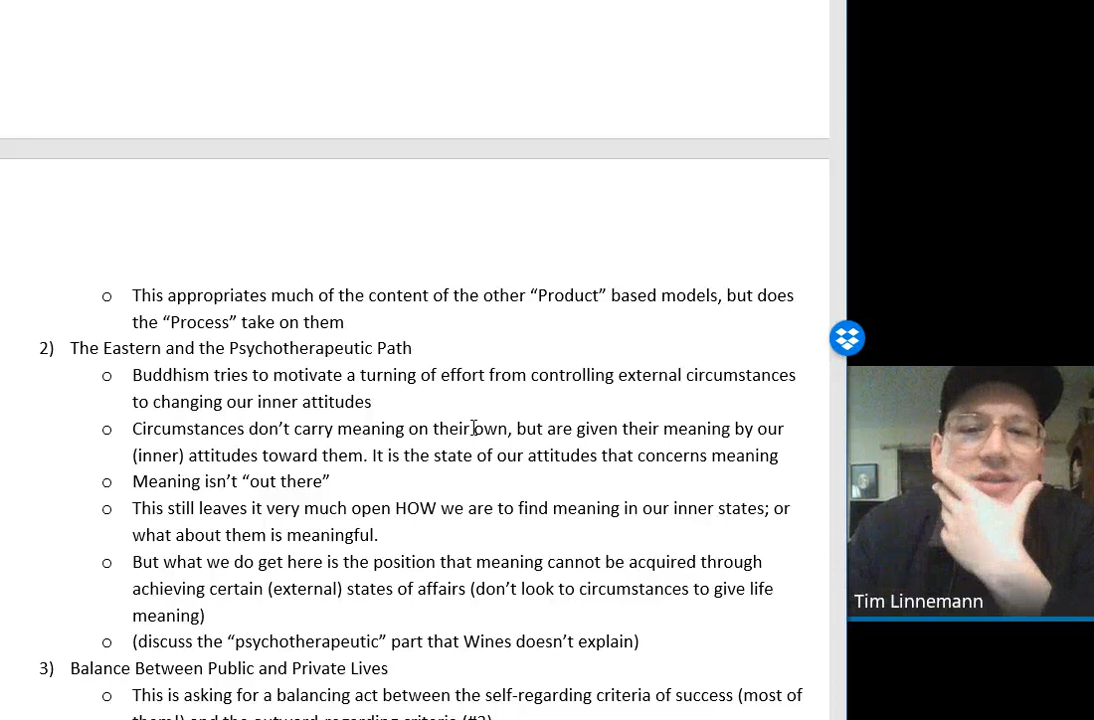 o This appropriates much of the content of the other “Product” based models, but does
the “Process” take on them
2) The Eastern and the Psychotherapeutic Path
o Buddhism tries to motivate a turning of effort from controlling external circumstances
to changing our inner attitudes
o Circumstances don’t carry meaning on their own, but are given their meaning by our
(inner) attitudes toward them. It is the state of our attitudes that concerns meaning
o Meaning isn’t “out there”
o This still leaves it very much open HOW we are to find meaning in our inner states; or
what about them is meaningful.
o But what we do get here is the position that meaning cannot be acquired through
achieving certain (external) states of affairs (don’t look to circumstances to give life
meaning)
o (discuss the “psychotherapeutic” part that Wines doesn’t explain)
3) Balance Between Public and Private Lives
o This is asking for a balancing act between the self-regarding criteria of success (most of
them!) and the outward-regarding criteria (#2)
Tim Linnemann